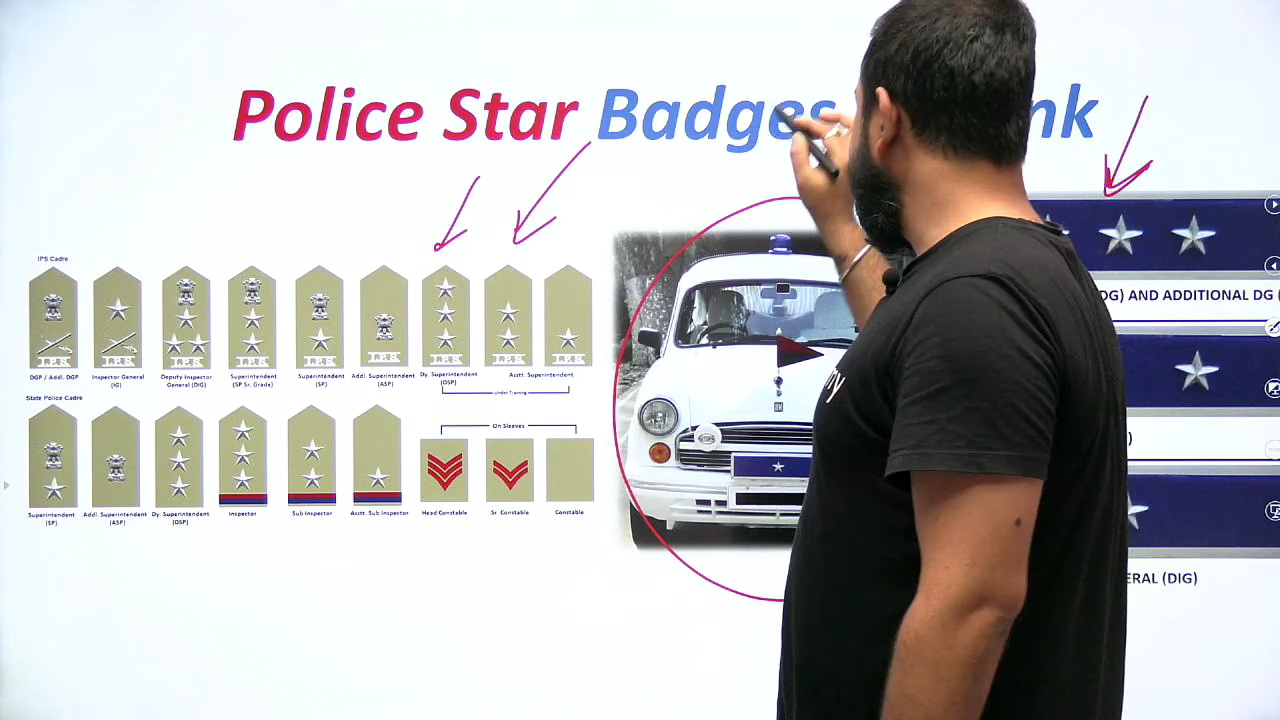 Police Star Badges nk
IPS Cadre
I.P.S. I.P.S. I.P.S. I.P.S. I.P.S. I.P.S. I.P.S. I.P.S. I.P.S.
DGP / Addl. DGP
Inspector General
(IG)
Deputy Inspector
General (DIG)
Superintendent
(SP Sr. Grade)
Superintendent
(SP)
Addl. Superintendent
(ASP)
Dy. Superintendent
(DSP)
Asstt. Superintendent
Under Training
State Police Cadre
On Sleeves
Superintendent
(SP)
Addl. Superintendent
(ASP)
Dy. Superintendent
(DSP)
Inspector
Sub Inspector
Asstt. Sub Inspector
Head Constable
Sr. Constable
Constable
DG) AND ADDITIONAL DG (
)
ERAL (DIG)
my